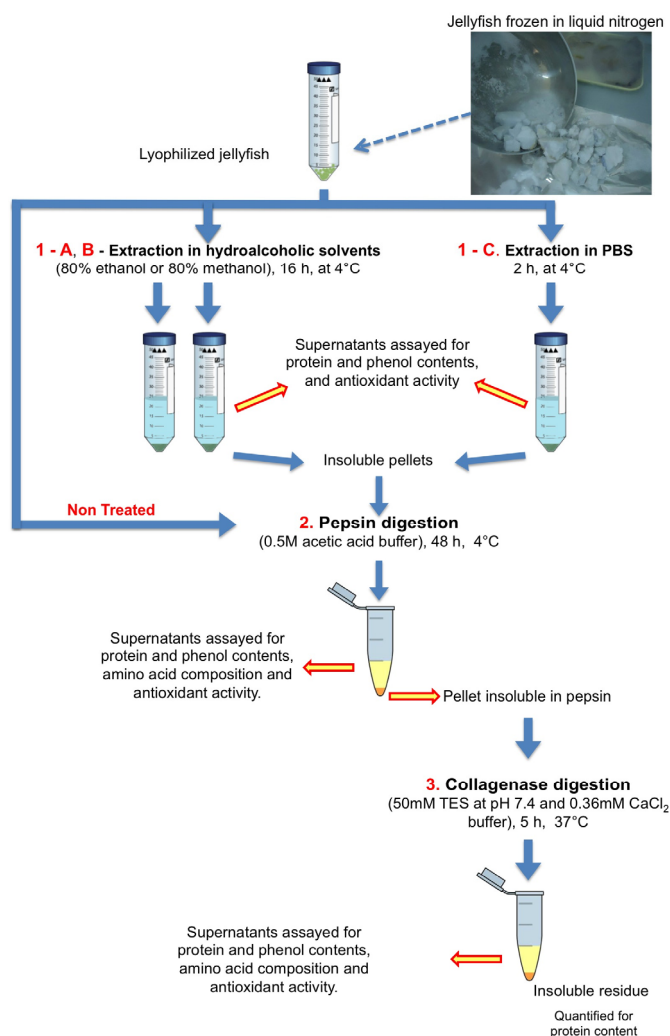 Jellyfish frozen in liquid nitrogen
Lyophilized jellyfish
1 - A, B - Extraction in hydroalcoholic solvents
(80% ethanol or 80% methanol), 16 h, at 4°C
1 - C. Extraction in PBS
2 h, at 4°C
Supernatants assayed for
protein and phenol contents,
and antioxidant activity
Insoluble pellets
Non Treated
2. Pepsin digestion
(0.5M acetic acid buffer), 48 h, 4°C
Supernatants assayed for
protein and phenol contents,
amino acid composition and
antioxidant activity.
Pellet insoluble in pepsin
3. Collagenase digestion
(50mM TES at pH 7.4 and 0.36mM CaCl₂
buffer), 5 h, 37°C
Supernatants assayed for
protein and phenol contents,
amino acid composition and
antioxidant activity.
Insoluble residue
Quantified for
protein content